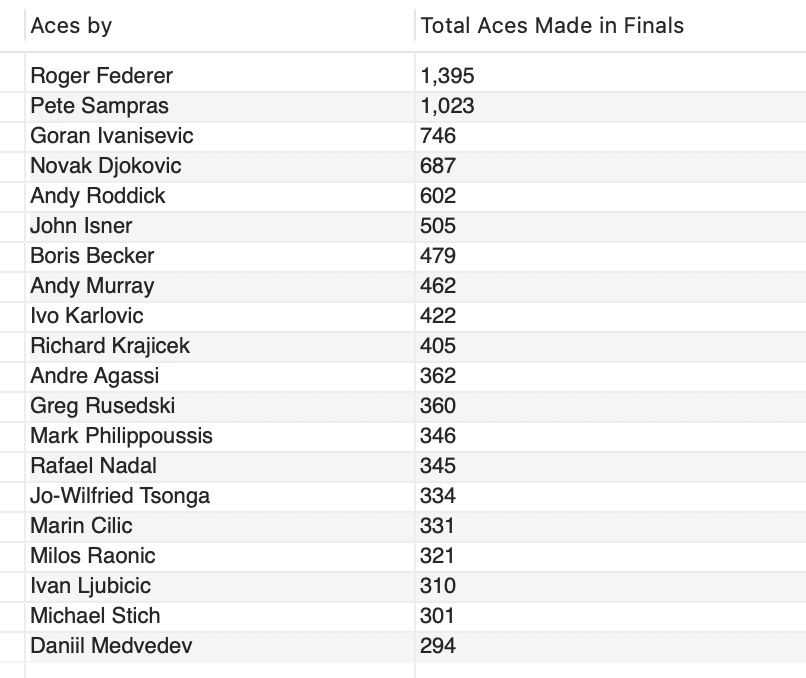 Aces by Total Aces Made in Finals
Roger Federer 1,395
Pete Sampras 1,023
Goran Ivanisevic 746
Novak Djokovic 687
Andy Roddick 602
John Isner 505
Boris Becker 479
Andy Murray 462
Ivo Karlovic 422
Richard Krajicek 405
Andre Agassi 362
Greg Rusedski 360
Mark Philippoussis 346
Rafael Nadal 345
Jo-Wilfried Tsonga 334
Marin Cilic 331
Milos Raonic 321
Ivan Ljubicic 310
Michael Stich 301
Daniil Medvedev 294